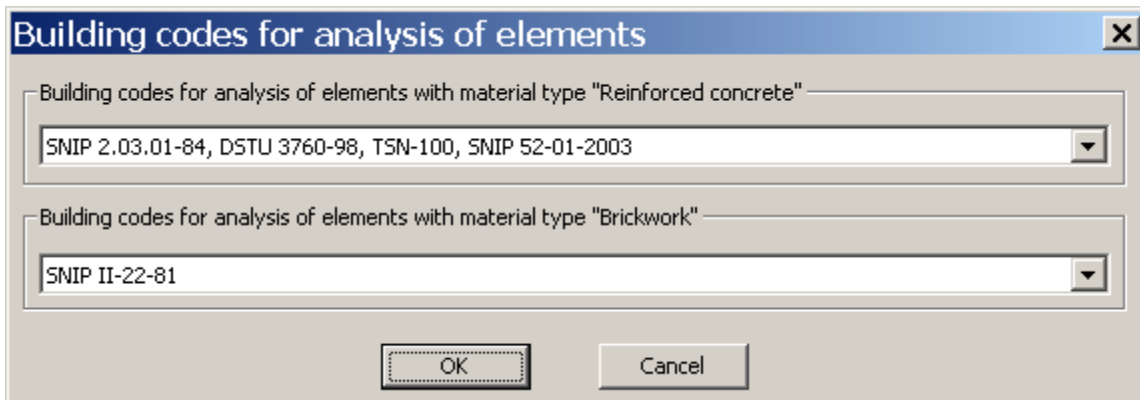 Building codes for analysis of elements
Building codes for analysis of elements with material type "Reinforced concrete"
SNIP 2.03.01-84, DSTU 3760-98, TSN-100, SNIP 52-01-2003
Building codes for analysis of elements with material type "Brickwork"
SNIP II-22-81
OK Cancel